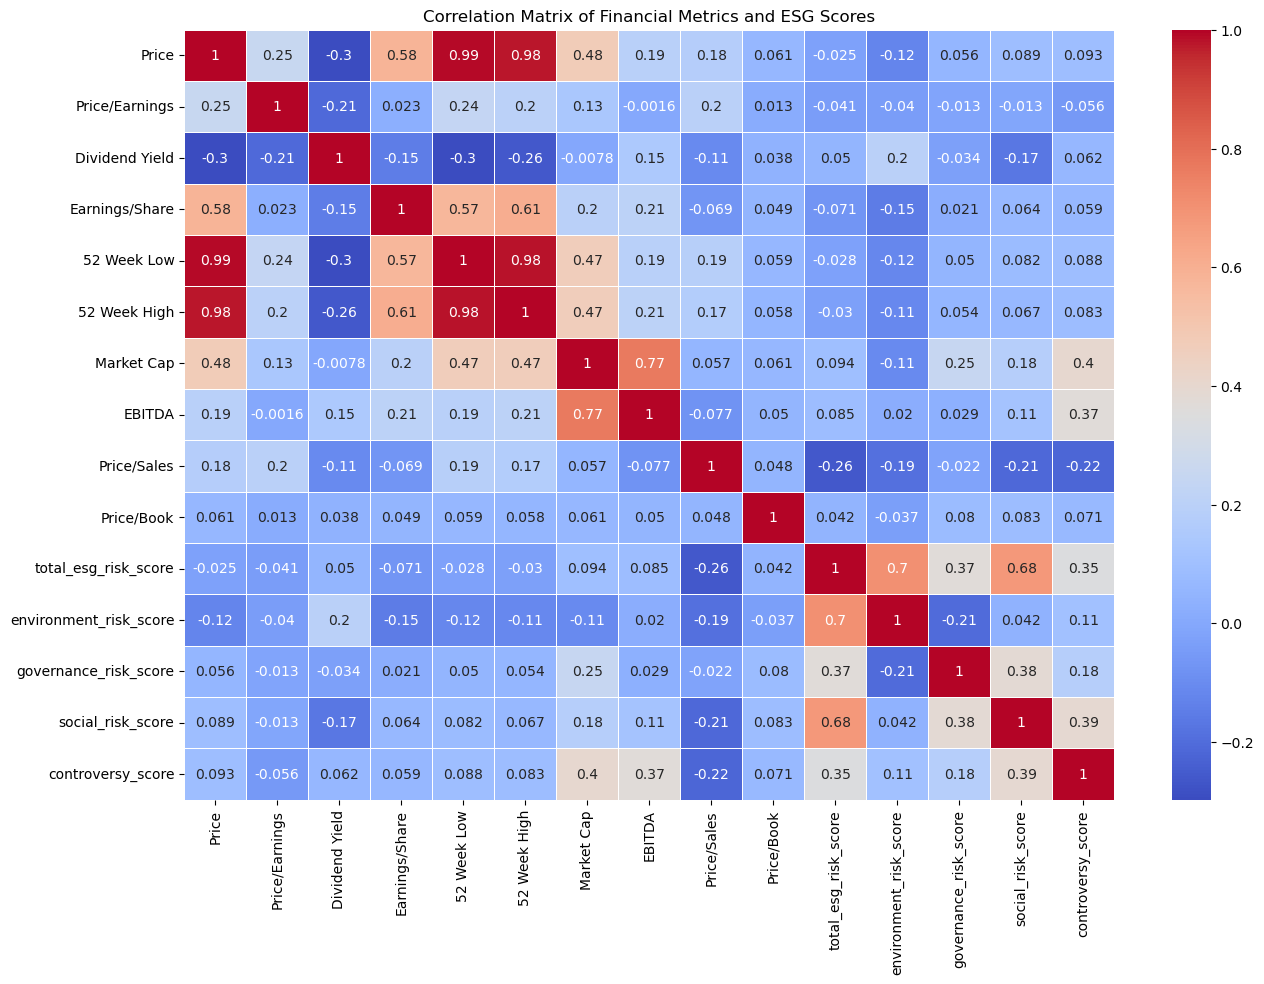 Correlation Matrix of Financial Metrics and ESG Scores
Price 1 0.25 -0.3 0.58 0.99 0.98 0.48 0.19 0.18 0.061 -0.025 -0.12 0.056 0.089 0.093
Price/Earnings 0.25 1 -0.21 0.023 0.24 0.2 0.13 -0.0016 0.2 0.013 -0.041 -0.04 -0.013 -0.013 -0.056
Dividend Yield -0.3 -0.21 1 -0.15 -0.3 -0.26 -0.0078 0.15 -0.11 0.038 0.05 0.2 -0.034 -0.17 0.062
Earnings/Share 0.58 0.023 -0.15 1 0.57 0.61 0.2 0.21 -0.069 0.049 -0.071 -0.15 0.021 0.064 0.059
52 Week Low 0.99 0.24 -0.3 0.57 1 0.98 0.47 0.19 0.19 0.059 -0.028 -0.12 0.05 0.082 0.088
52 Week High 0.98 0.2 -0.26 0.61 0.98 1 0.47 0.21 0.17 0.058 -0.03 -0.11 0.054 0.067 0.083
Market Cap 0.48 0.13 -0.0078 0.2 0.47 0.47 1 0.77 0.057 0.061 0.094 -0.11 0.25 0.18 0.4
EBITDA 0.19 -0.0016 0.15 0.21 0.19 0.21 0.77 1 -0.077 0.05 0.085 0.02 0.029 0.11 0.37
Price/Sales 0.18 0.2 -0.11 -0.069 0.19 0.17 0.057 -0.077 1 0.048 -0.26 -0.19 -0.022 -0.21 -0.22
Price/Book 0.061 0.013 0.038 0.049 0.059 0.058 0.061 0.05 0.048 1 0.042 -0.037 0.08 0.083 0.071
total_esg_risk_score -0.025 -0.041 0.05 -0.071 -0.028 -0.03 0.094 0.085 -0.26 0.042 1 0.7 0.37 0.68 0.35
environment_risk_score -0.12 -0.04 0.2 -0.15 -0.12 -0.11 -0.11 0.02 -0.19 -0.037 0.7 1 -0.21 0.042 0.11
governance_risk_score 0.056 -0.013 -0.034 0.021 0.05 0.054 0.25 0.029 -0.022 0.08 0.37 -0.21 1 0.38 0.18
social_risk_score 0.089 -0.013 -0.17 0.064 0.082 0.067 0.18 0.11 -0.21 0.083 0.68 0.042 0.38 1 0.39
controversy_score 0.093 -0.056 0.062 0.059 0.088 0.083 0.4 0.37 -0.22 0.071 0.35 0.11 0.18 0.39 1
Price
Price/Earnings
Dividend Yield
Earnings/Share
52 Week Low
52 Week High
Market Cap
EBITDA
Price/Sales
Price/Book
total_esg_risk_score
environment_risk_score
governance_risk_score
social_risk_score
controversy_score
1.0
0.8
0.6
0.4
0.2
0.0
−0.2